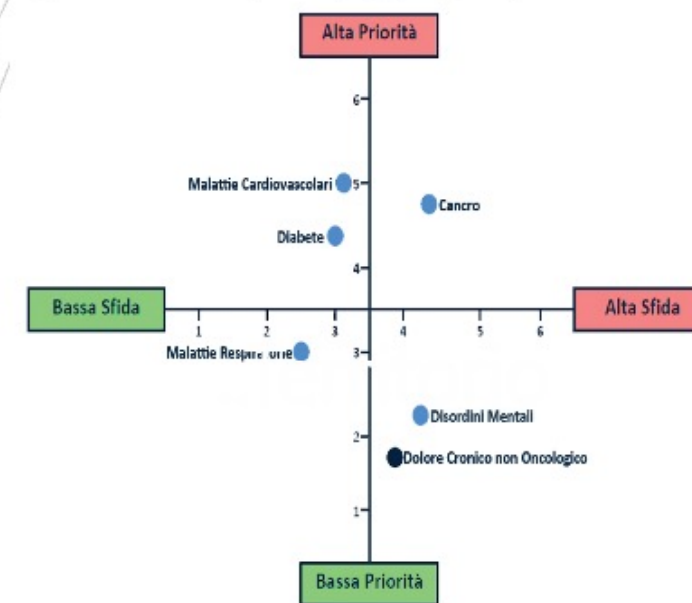 Alta Priorità
6
Malattie Cardiovascolari
5
Cancro
Diabete
4
Bassa Sfida
Alta Sfida
1
2
3
4
5
6
Malattie
3
Disordini Mentali
2
Dolore Cronico non Oncologico
1
Bassa Priorità